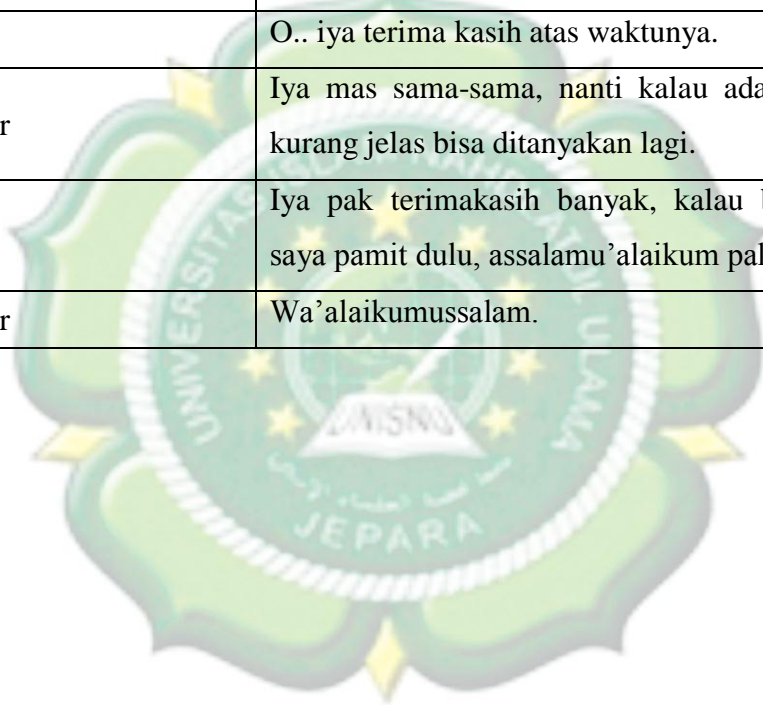 O.. iya terima kasih atas waktunya.
r
Iya mas sama-sama, nanti kalau ada
kurang jelas bisa ditanyakan lagi.
Iya pak terimakasih banyak, kalau
saya pamit dulu, assalamu’alaikum
r
Wa’alaikumussalam.
UNISNU
JEPARA